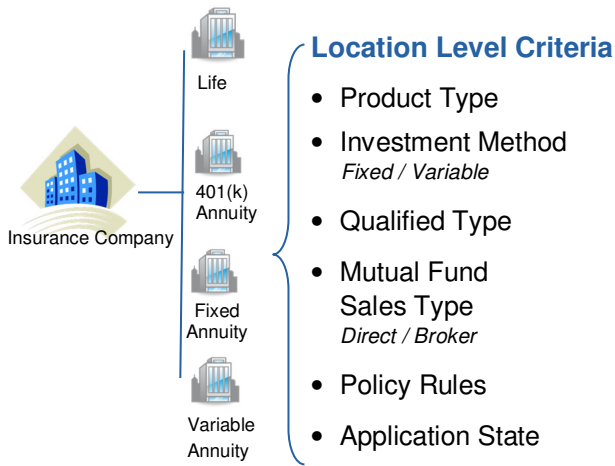 Insurance Company
Life
401(k)
Annuity
Fixed
Annuity
Variable
Annuity
Location Level Criteria
• Product Type
• Investment Method
Fixed / Variable
• Qualified Type
• Mutual Fund
Sales Type
Direct / Broker
• Policy Rules
• Application State